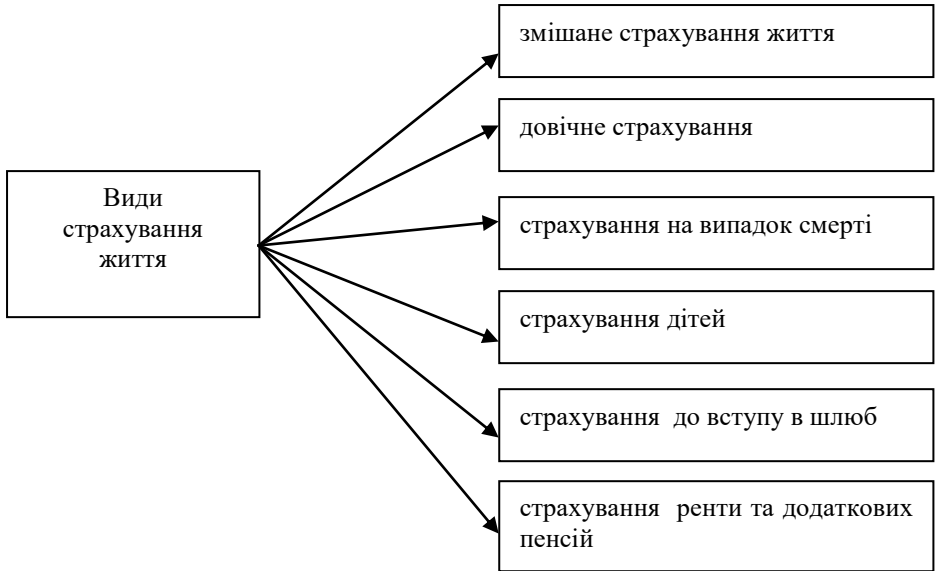 Види
страхування
життя
змішане страхування життя
довічне страхування
страхування на випадок смерті
страхування дітей
страхування до вступу в шлюб
страхування ренти та додаткових
пенсій